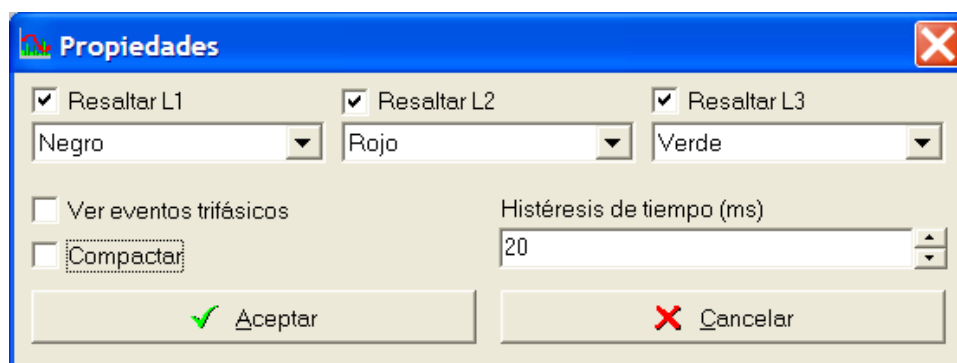 Propiedades
Resaltar L1 Resaltar L2 Resaltar L3
Negro Rojo Verde
Ver eventos trifásicos Histéresis de tiempo (ms)
Compactar 20
Aceptar Cancelar